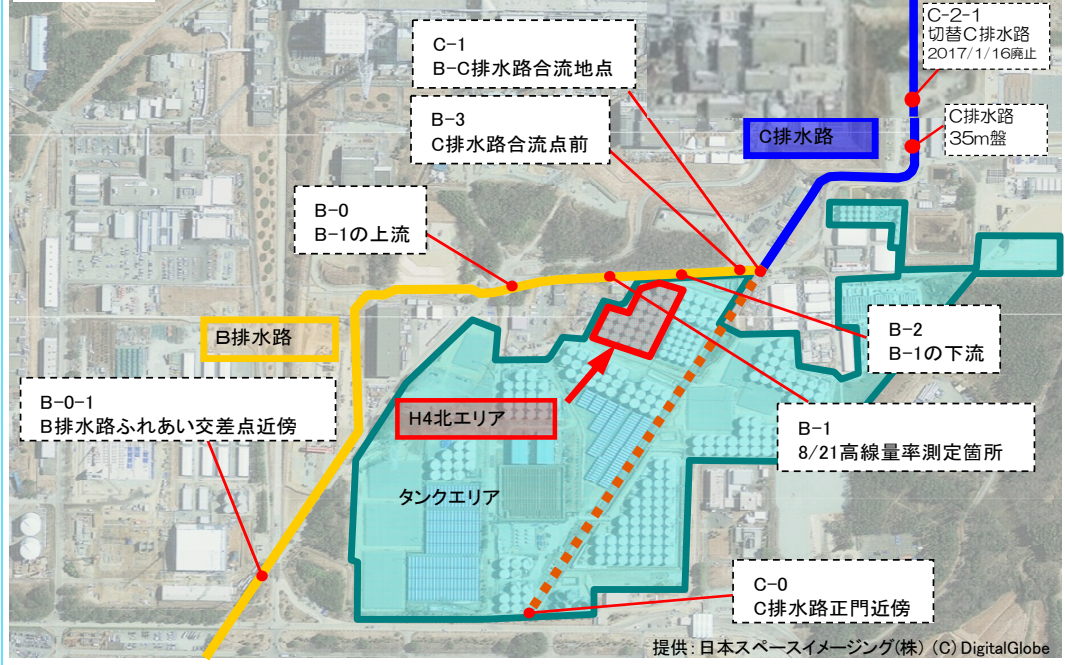 C-2-1
切替C排水路
2017/1/16廃止
C-1
B-C排水路合流地点
B-3
C排水路合流点前
C排水路
C排水路
35m盤
B-0
B-1の上流
B排水路
B-2
B-1の下流
B-0-1
B排水路ふれあい交差点近傍
H4北エリア
B-1
8/21高線量率測定箇所
タンクエリア
C-0
C排水路正門近傍
提供:日本スペースイメージング(株) (C) DigitalGlobe